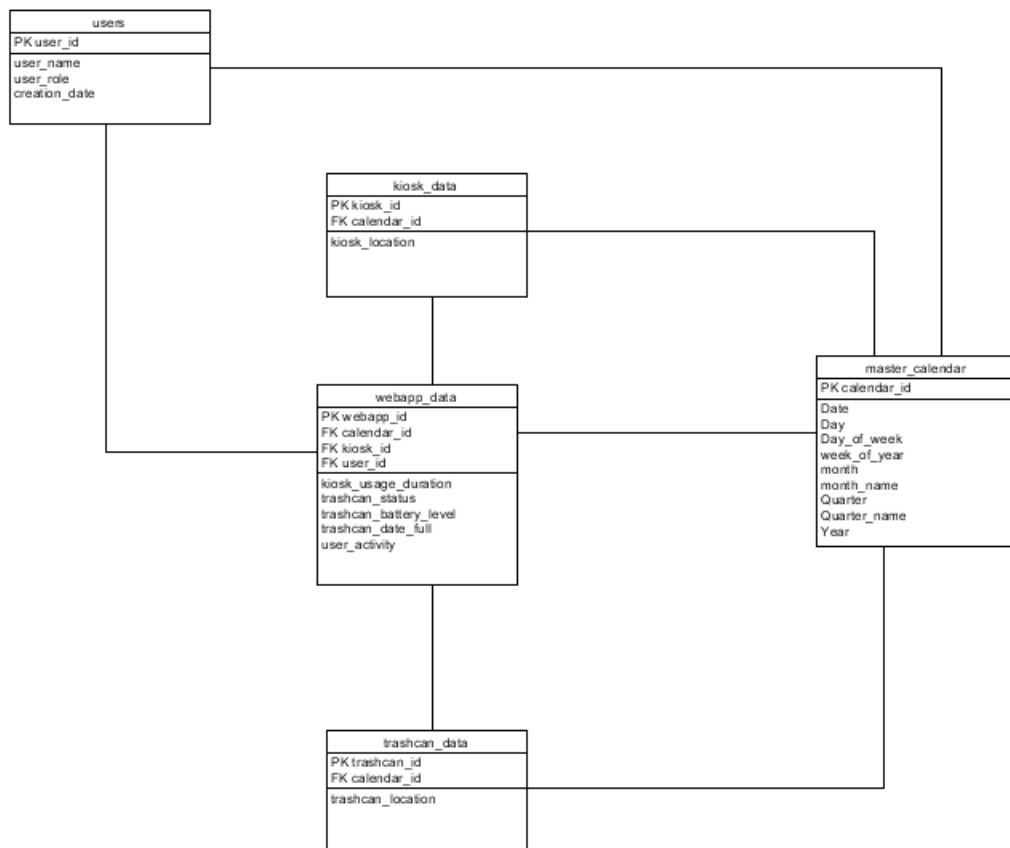 users
PK user_id
user_name
user_role
creation_date
kiosk_data
PK kiosk_id
FK calendar_id
kiosk_location
webapp_data
PK webapp_id
FK calendar_id
FK kiosk_id
FK user_id
kiosk_usage_duration
trashcan_status
trashcan_battery_level
trashcan_date_full
user_activity
master_calendar
PK calendar_id
Date
Day
Day_of_week
week_of_year
month
month_name
Quarter
Quarter_name
Year
trashcan_data
PK trashcan_id
FK calendar_id
trashcan_location